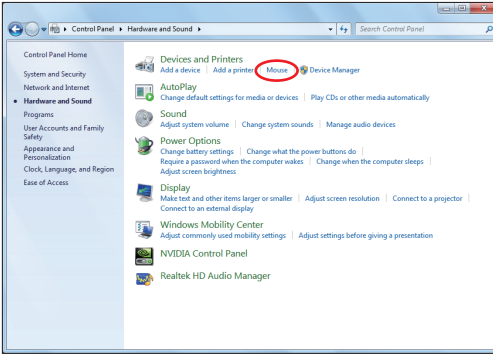 Control Panel ▸ Hardware and Sound ▸ Search Control Panel
Control Panel Home
System and Security
Network and Internet
Hardware and Sound
Programs
User Accounts and Family
Safety
Appearance and
Personalization
Clock, Language, and Region
Ease of Access
Devices and Printers
Add a device Add a printer Mouse Device Manager
AutoPlay
Change default settings for media or devices Play CDs or other media automatically
Sound
Adjust system volume Change system sounds Manage audio devices
Power Options
Change battery settings Change what the power buttons do
Require a password when the computer wakes Change when the computer sleeps
Adjust screen brightness
Display
Make text and other items larger or smaller Adjust screen resolution Connect to a projector
Connect to an external display
Windows Mobility Center
Adjust commonly used mobility settings Adjust settings before giving a presentation
NVIDIA Control Panel
Realtek HD Audio Manager